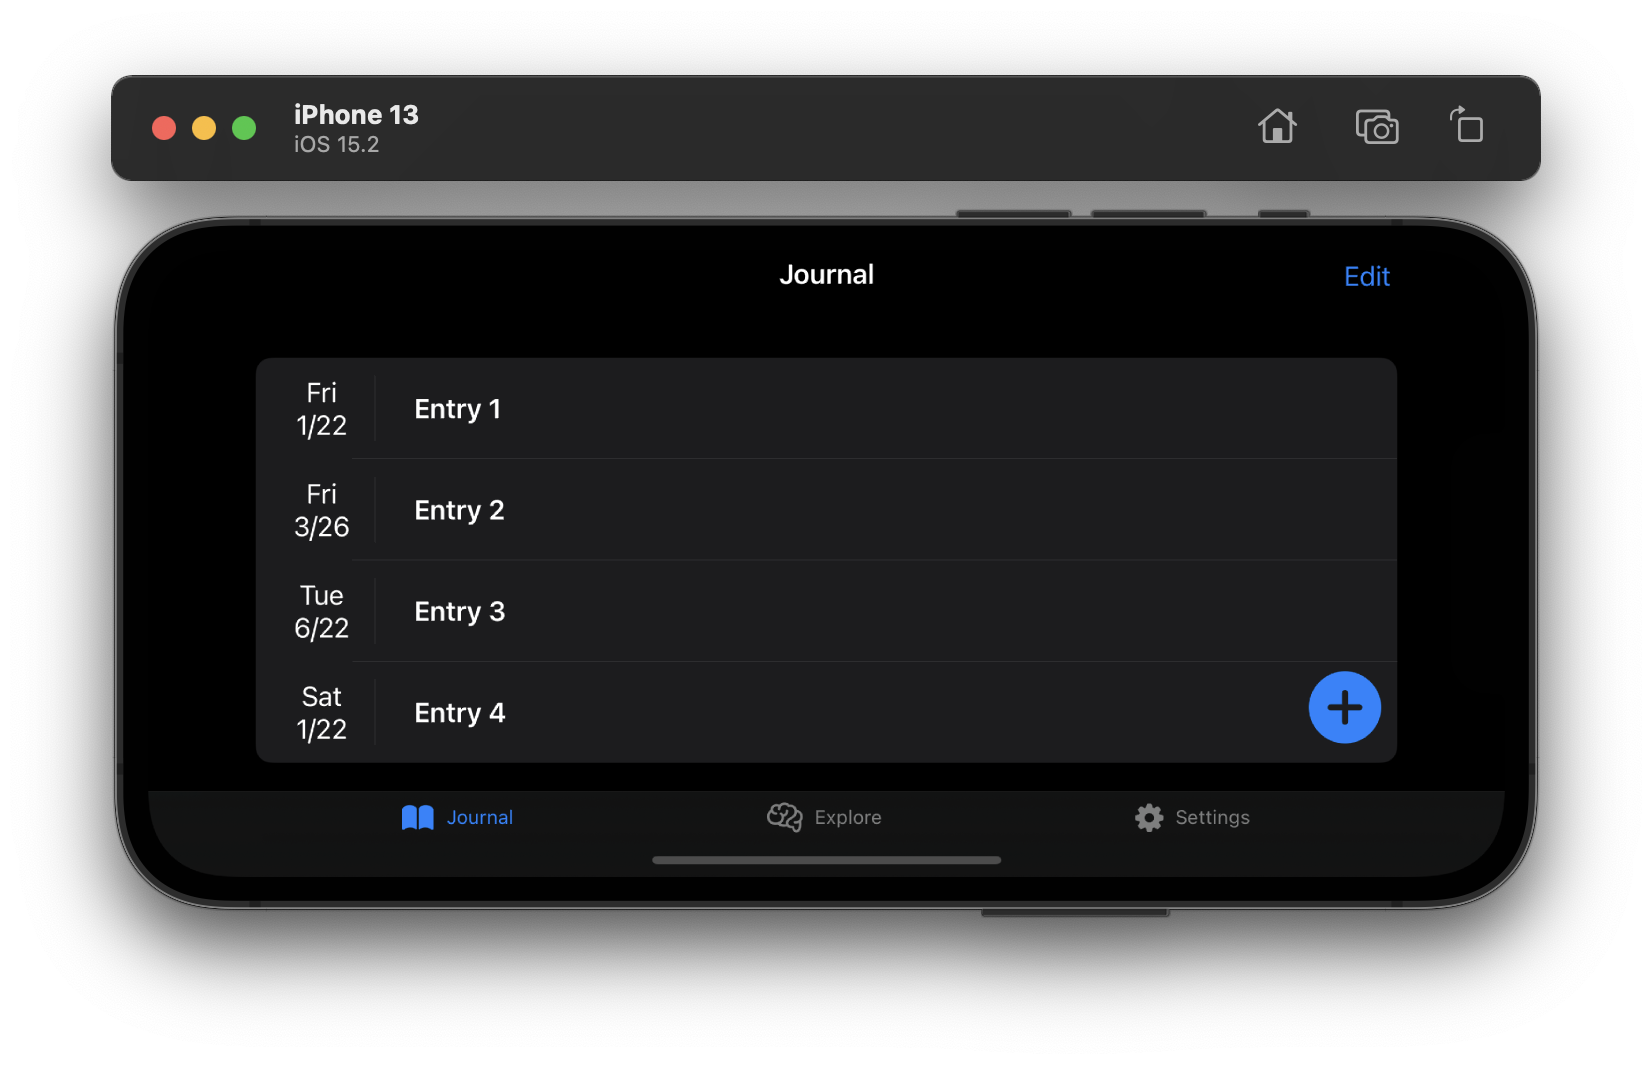 iPhone 13
iOS 15.2
Journal
Edit
Fri
1/22
Entry 1
Fri
3/26
Entry 2
Tue
6/22
Entry 3
Sat
1/22
Entry 4
Journal
Explore
Settings